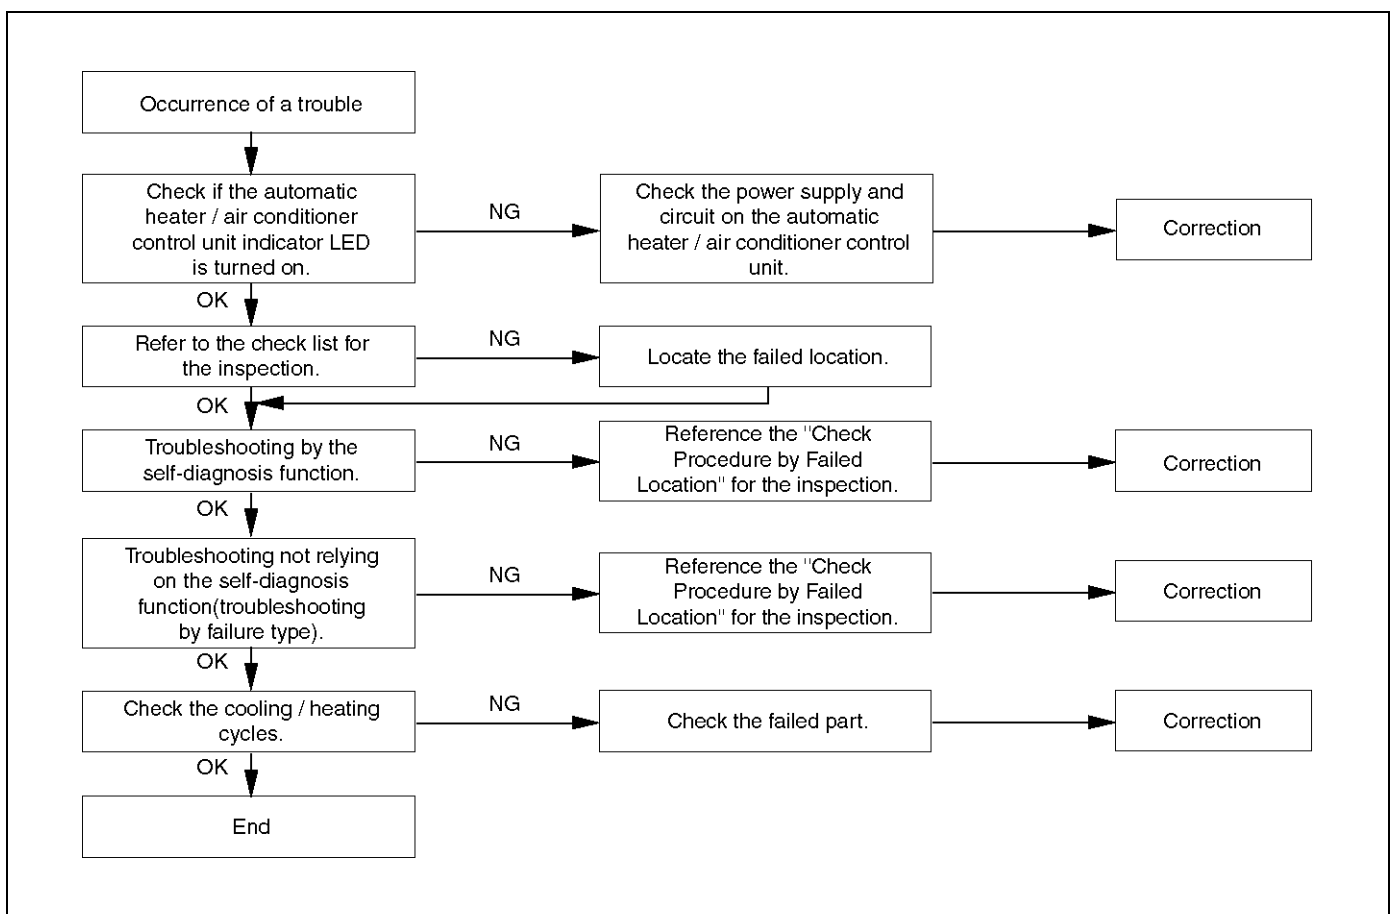 Occurrence of a trouble
Check if the automatic
heater / air conditioner
control unit indicator LED
is turned on.
NG
Check the power supply and
circuit on the automatic
heater / air conditioner control
unit.
Correction
OK
Refer to the check list for
the inspection.
NG
Locate the failed location.
OK
Troubleshooting by the
self-diagnosis function.
NG
Reference the "Check
Procedure by Failed
Location" for the inspection.
Correction
OK
Troubleshooting not relying
on the self-diagnosis
function(troubleshooting
by failure type).
NG
Reference the "Check
Procedure by Failed
Location" for the inspection.
Correction
OK
Check the cooling / heating
cycles.
NG
Check the failed part.
Correction
OK
End